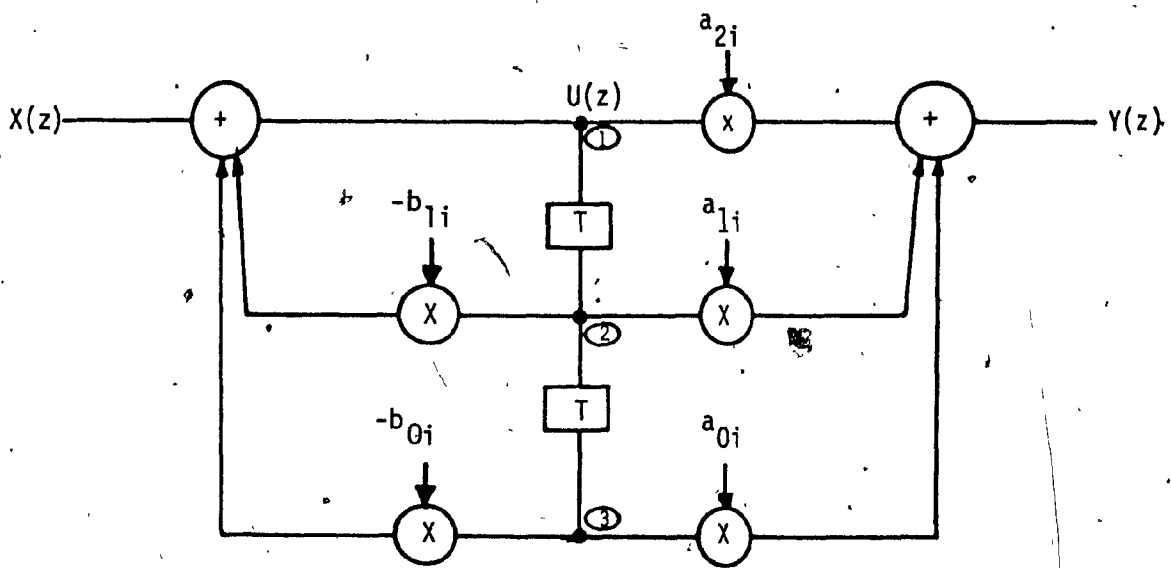 a2i
X(z) + U(z) x + Y(z)
1
-b1i T a1i
X X
2
-b0i T a0i
3
X X